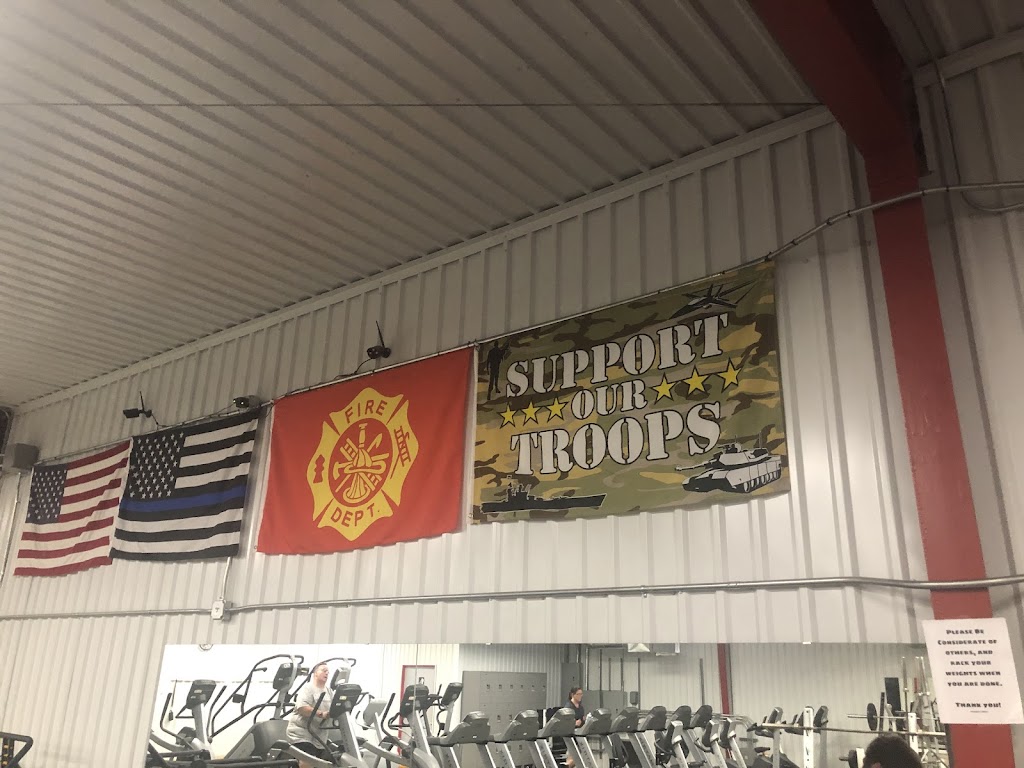 FIRE
DEPT.
SUPPORT
OUR
TROOPS
PLEASE BE
CONSIDERATE OF
OTHERS, AND
RACK YOUR
WEIGHTS WHEN
YOU ARE DONE.
THANK YOU!